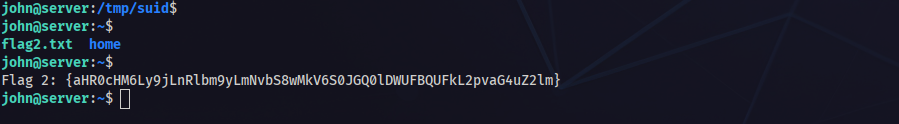 john@server:/tmp/suid$
john@server:~$
flag2.txt  home
john@server:~$
Flag 2: {aHR0cHM6Ly9jLnRlbm9yLmNvbS8wMkV6S0JGQ0lDWUFBQUFkL2pvaG4uZ2lm}
john@server:~$